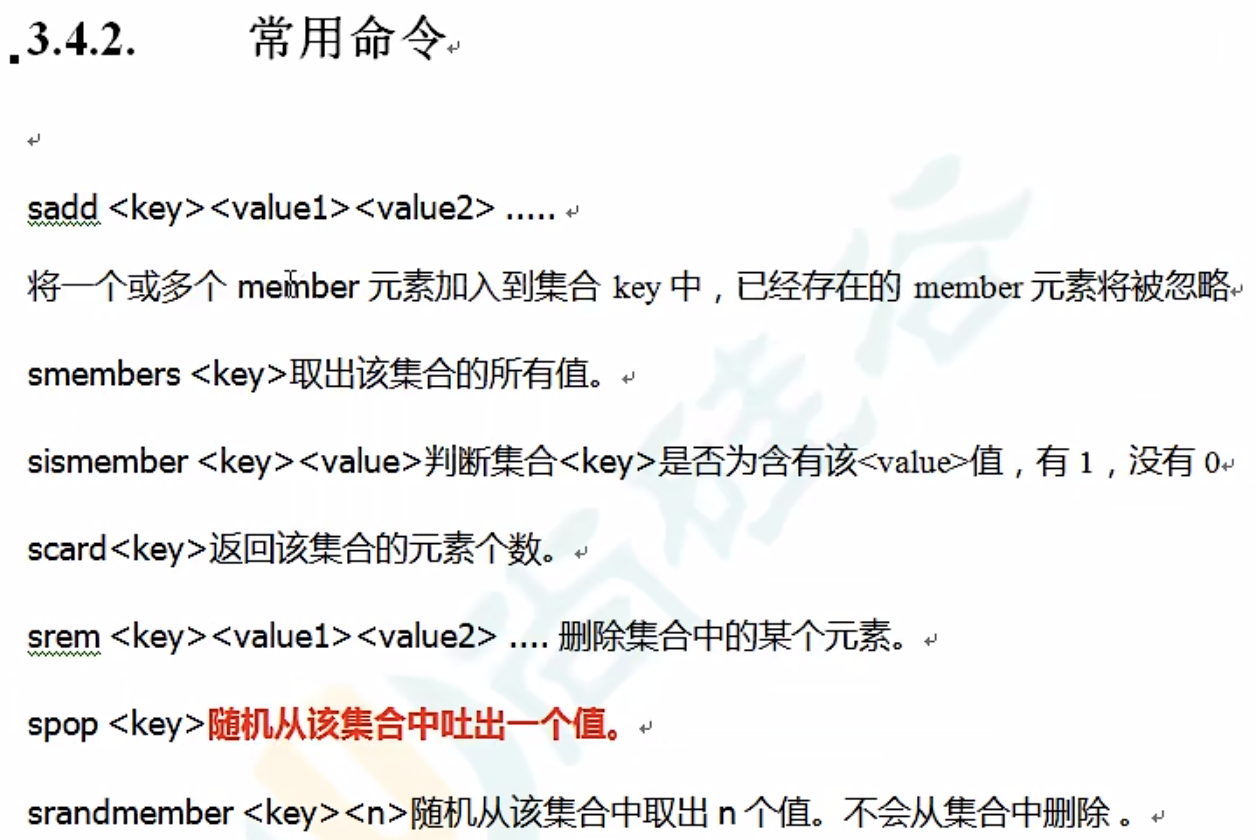 3.4.2. 常用命令
sadd <key><value1><value2> .....
将一个或多个 member 元素加入到集合 key 中，已经存在的 member 元素将被忽略
smembers <key>取出该集合的所有值。
sismember <key><value>判断集合<key>是否为含有该<value>值，有 1，没有 0
scard<key>返回该集合的元素个数。
srem <key><value1><value2> .... 删除集合中的某个元素。
spop <key>随机从该集合中吐出一个值。
srandmember <key><n>随机从该集合中取出 n 个值。不会从集合中删除 。
尚硅谷